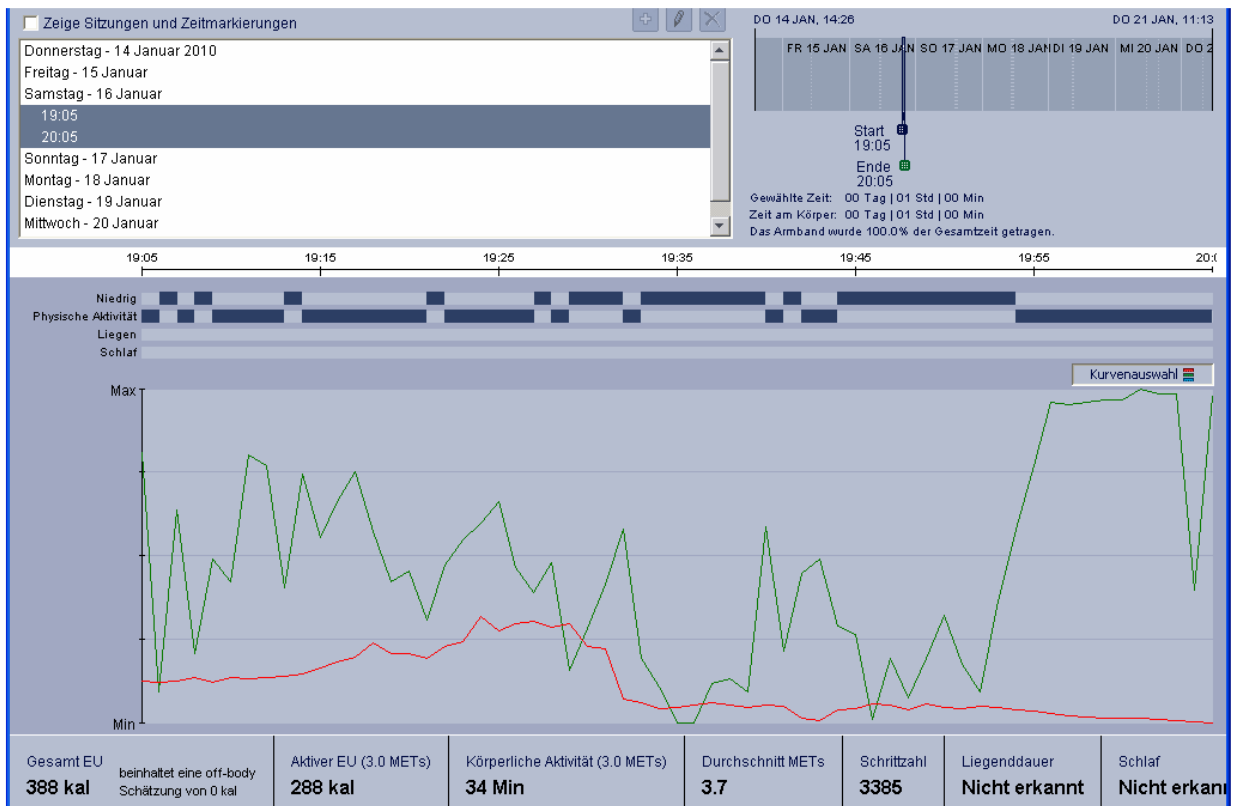 Zeige Sitzungen und Zeitmarkierungen
Donnerstag - 14 Januar 2010
Freitag - 15 Januar
Samstag - 16 Januar
19:05
20:05
Sonntag - 17 Januar
Montag - 18 Januar
Dienstag - 19 Januar
Mittwoch - 20 Januar
DO 14 JAN, 14:26 DO 21 JAN, 11:13
FR 15 JAN SA 16 JAN SO 17 JAN MO 18 JAN DI 19 JAN MI 20 JAN DO 2
Start
19:05
Ende
20:05
Gewählte Zeit: 00 Tag | 01 Std | 00 Min
Zeit am Körper: 00 Tag | 01 Std | 00 Min
Das Armband wurde 100.0% der Gesamtzeit getragen.
19:05 19:15 19:25 19:35 19:45 19:55 20:0
Niedrig
Physische Aktivität
Liegen
Schlaf
Kurvenauswahl
Max
Min
Gesamt EU
388 kal
beinhaltet eine off-body
Schätzung von 0 kal
Aktiver EU (3.0 METs)
288 kal
Körperliche Aktivität (3.0 METs)
34 Min
Durchschnitt METs
3.7
Schrittzahl
3385
Liegenddauer
Nicht erkannt
Schlaf
Nicht erkan